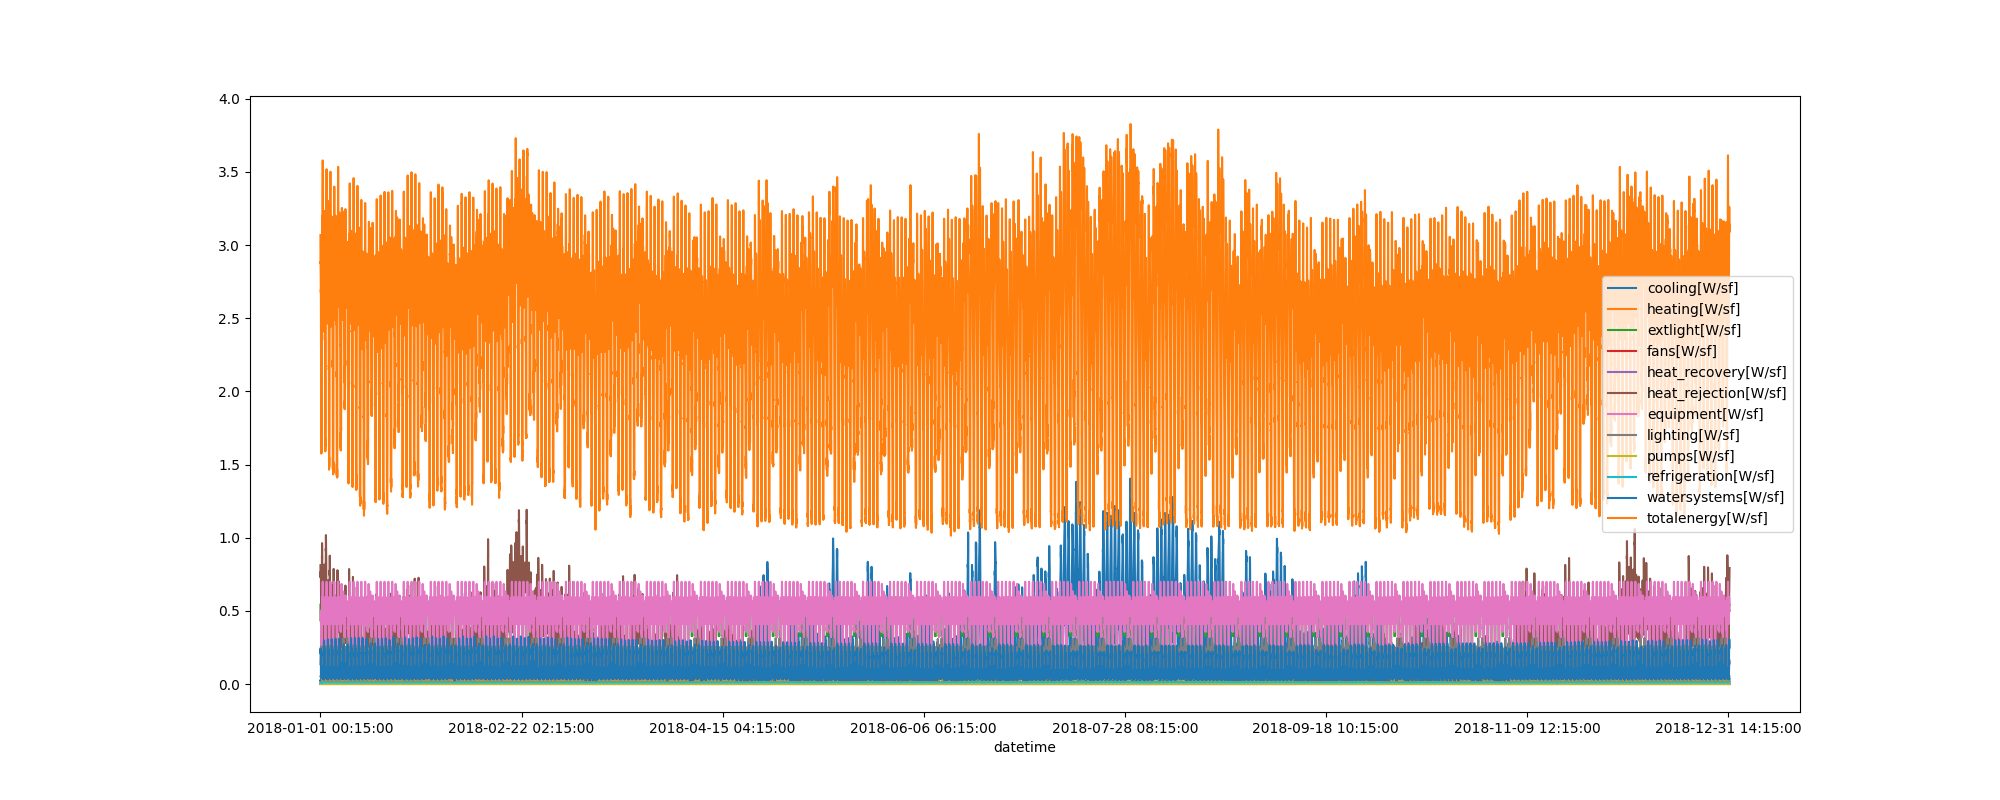 4.0
3.5
3.0
2.5
2.0
1.5
1.0
0.5
0.0
cooling[W/sf]
heating[W/sf]
extlight[W/sf]
fans[W/sf]
heat_recovery[W/sf]
heat_rejection[W/sf]
equipment[W/sf]
lighting[W/sf]
pumps[W/sf]
refrigeration[W/sf]
watersystems[W/sf]
totalenergy[W/sf]
2018-01-01 00:15:00 2018-02-22 02:15:00 2018-04-15 04:15:00 2018-06-06 06:15:00 2018-07-28 08:15:00 2018-09-18 10:15:00 2018-11-09 12:15:00 2018-12-31 14:15:00
datetime